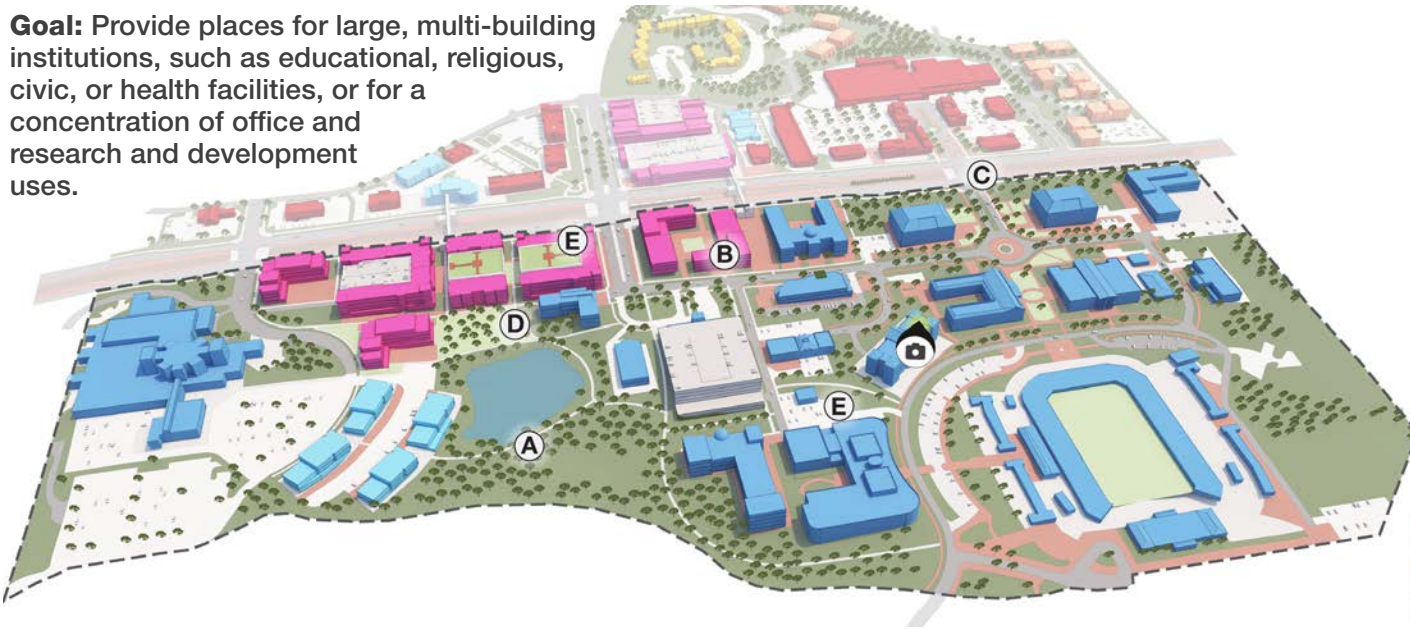 Goal: Provide places for large, multi-building
institutions, such as educational, religious,
civic, or health facilities, or for a
concentration of office and
research and development
uses.
C
E
B
D
E
A